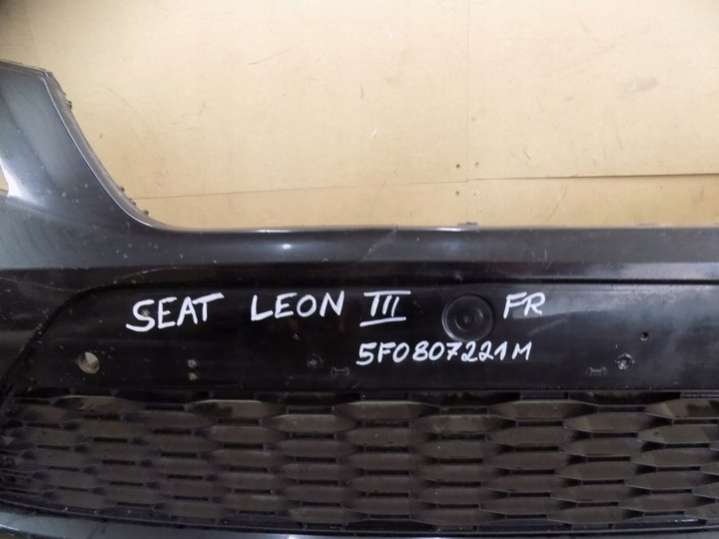 SEAT LEON III FR
5F0807221M